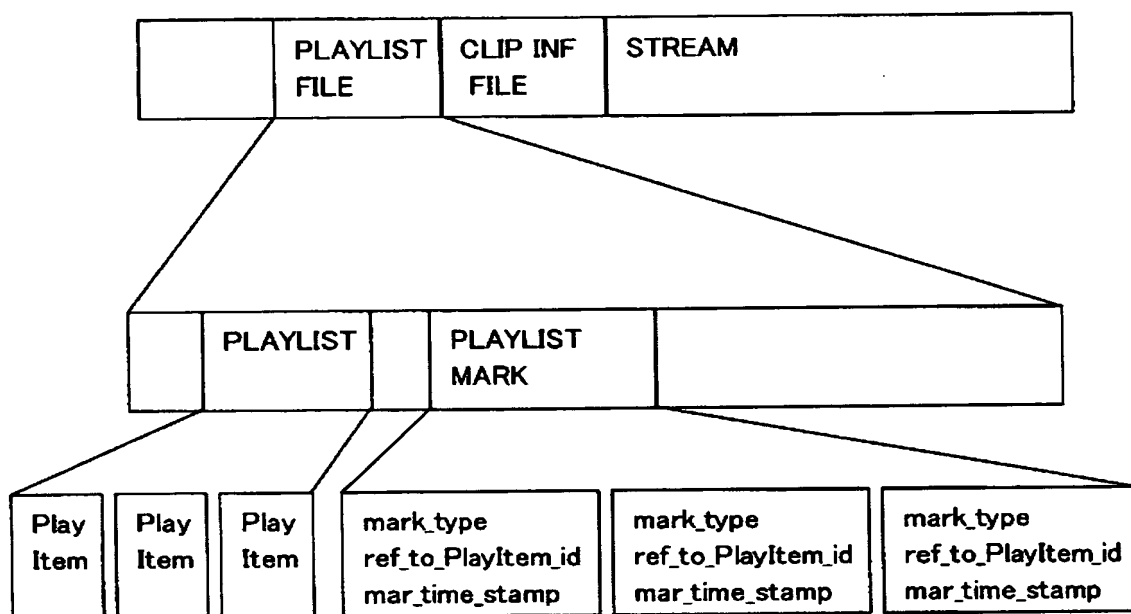 PLAYLIST FILE
CLIP INF FILE
STREAM
PLAYLIST
PLAYLIST MARK
Play Item
Play Item
Play Item
mark_type
ref_to_PlayItem_id
mar_time_stamp
mark_type
ref_to_PlayItem_id
mar_time_stamp
mark_type
ref_to_PlayItem_id
mar_time_stamp